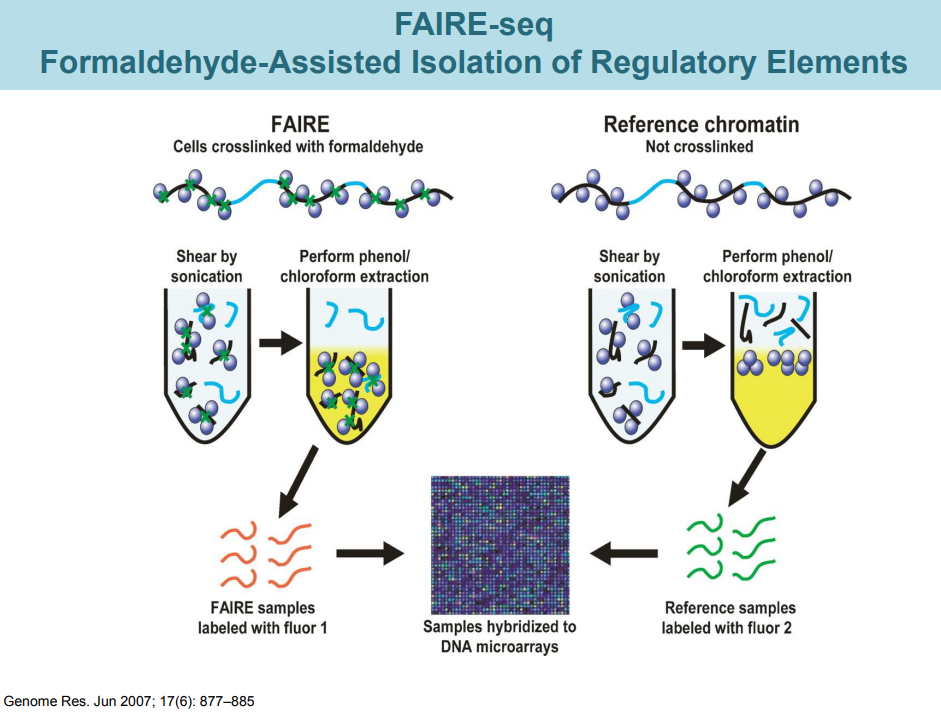 FAIRE-seq
Formaldehyde-Assisted Isolation of Regulatory Elements
FAIRE
Cells crosslinked with formaldehyde
Reference chromatin
Not crosslinked
Shear by
sonication
Perform phenol/
chloroform extraction
Shear by
sonication
Perform phenol/
chloroform extraction
FAIRE samples
labeled with fluor 1
Samples hybridized to
DNA microarrays
Reference samples
labeled with fluor 2
Genome Res. Jun 2007; 17(6): 877–885